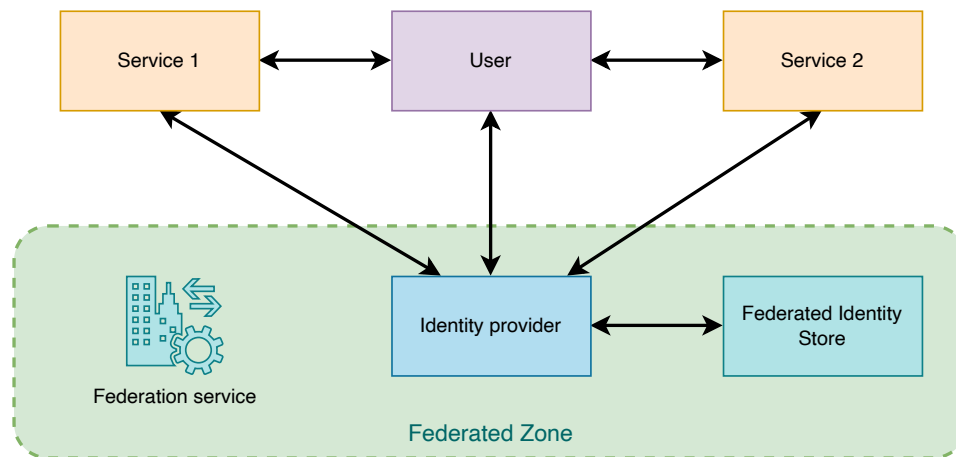 Service 1
User
Service 2
Identity provider
Federated Identity
Store
Federation service
Federated Zone